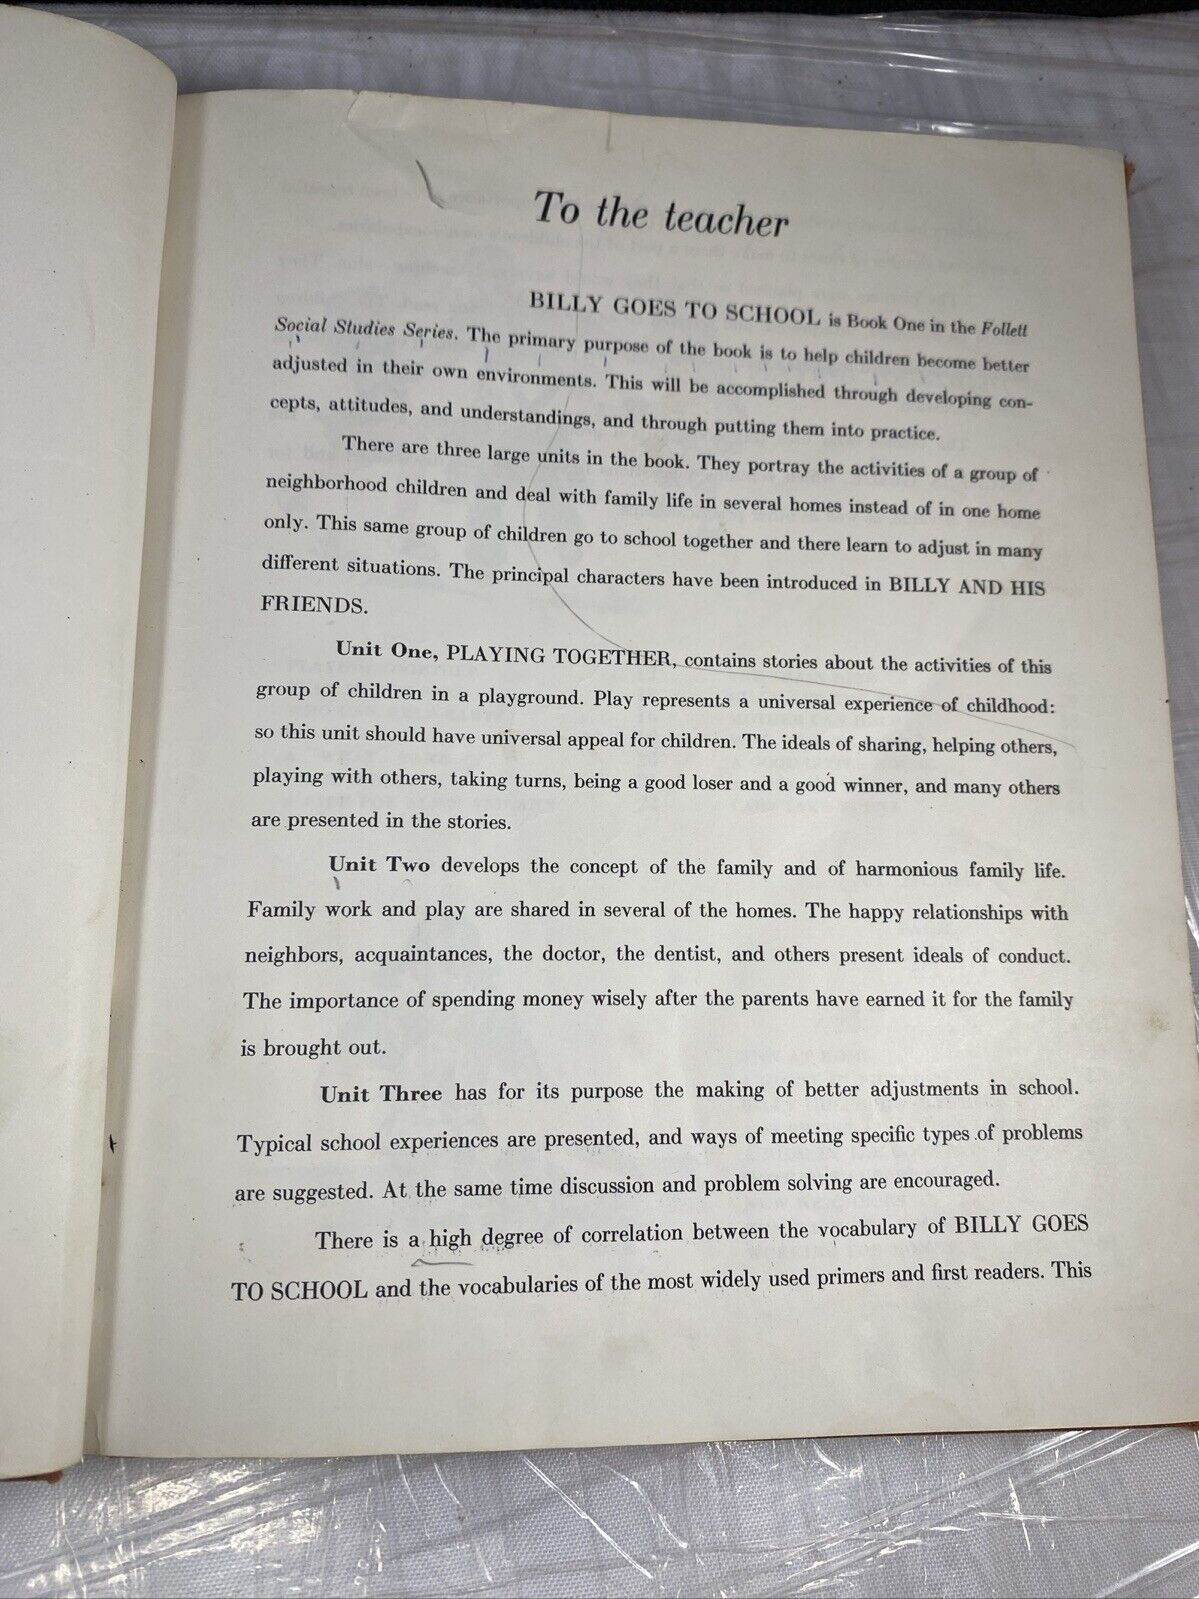 To the teacher
BILLY GOES TO SCHOOL is Book One in the Follett
Social Studies Series. The primary purpose of the book is to help children become better
adjusted in their own environments. This will be accomplished through developing con-
cepts, attitudes, and understandings, and through putting them into practice.
There are three large units in the book. They portray the activities of a group of
neighborhood children and deal with family life in several homes instead of in one home
only. This same group of children go to school together and there learn to adjust in many
different situations. The principal characters have been introduced in BILLY AND HIS
FRIENDS.
Unit One, PLAYING TOGETHER, contains stories about the activities of this
group of children in a playground. Play represents a universal experience of childhood:
so this unit should have universal appeal for children. The ideals of sharing, helping others,
playing with others, taking turns, being a good loser and a good winner, and many others
are presented in the stories.
Unit Two develops the concept of the family and of harmonious family life.
Family work and play are shared in several of the homes. The happy relationships with
neighbors, acquaintances, the doctor, the dentist, and others present ideals of conduct.
The importance of spending money wisely after the parents have earned it for the family
is brought out.
Unit Three has for its purpose the making of better adjustments in school.
Typical school experiences are presented, and ways of meeting specific types of problems
are suggested. At the same time discussion and problem solving are encouraged.
There is a high degree of correlation between the vocabulary of BILLY GOES
TO SCHOOL and the vocabularies of the most widely used primers and first readers. This